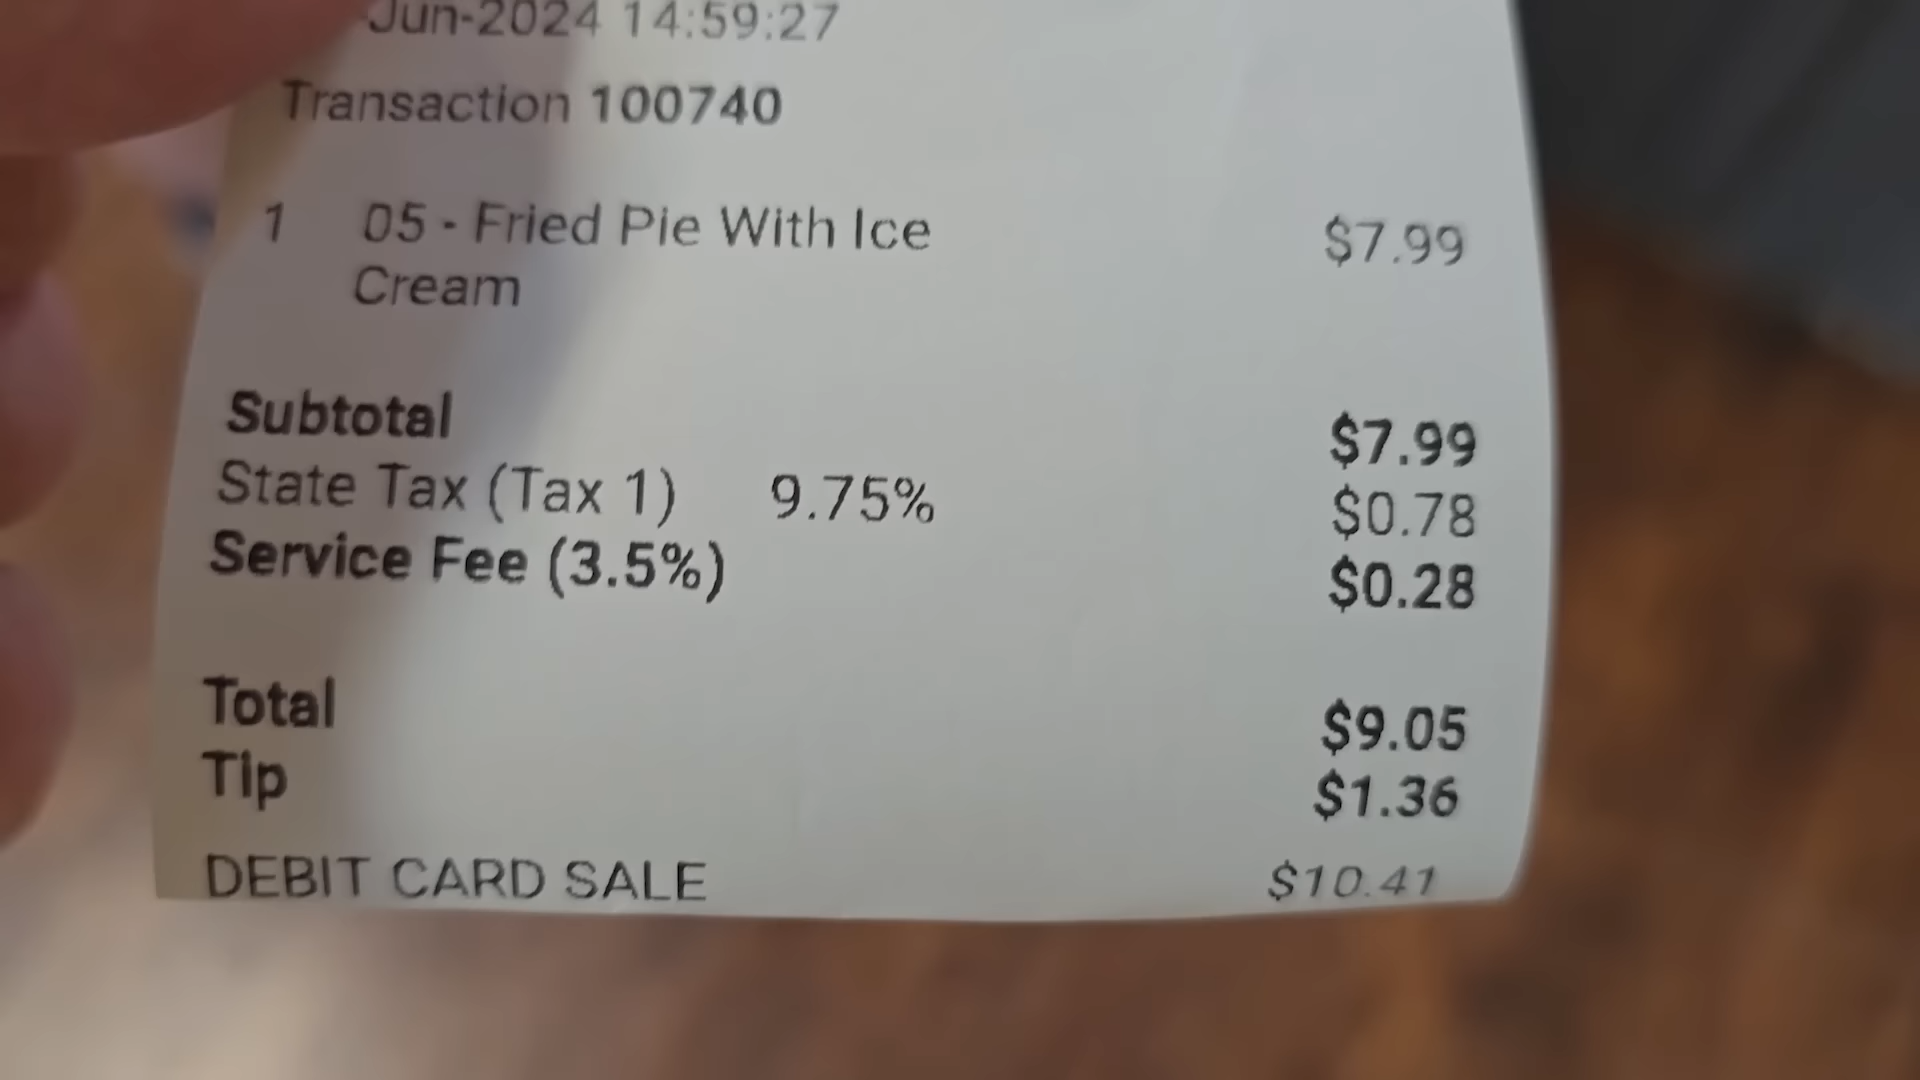 Jun-2024 14:59:27
Transaction 100740
1 05 - Fried Pie With Ice $7.99
Cream
Subtotal $7.99
State Tax (Tax 1) 9.75% $0.78
Service Fee (3.5%) $0.28
Total $9.05
Tip $1.36
DEBIT CARD SALE $10.41